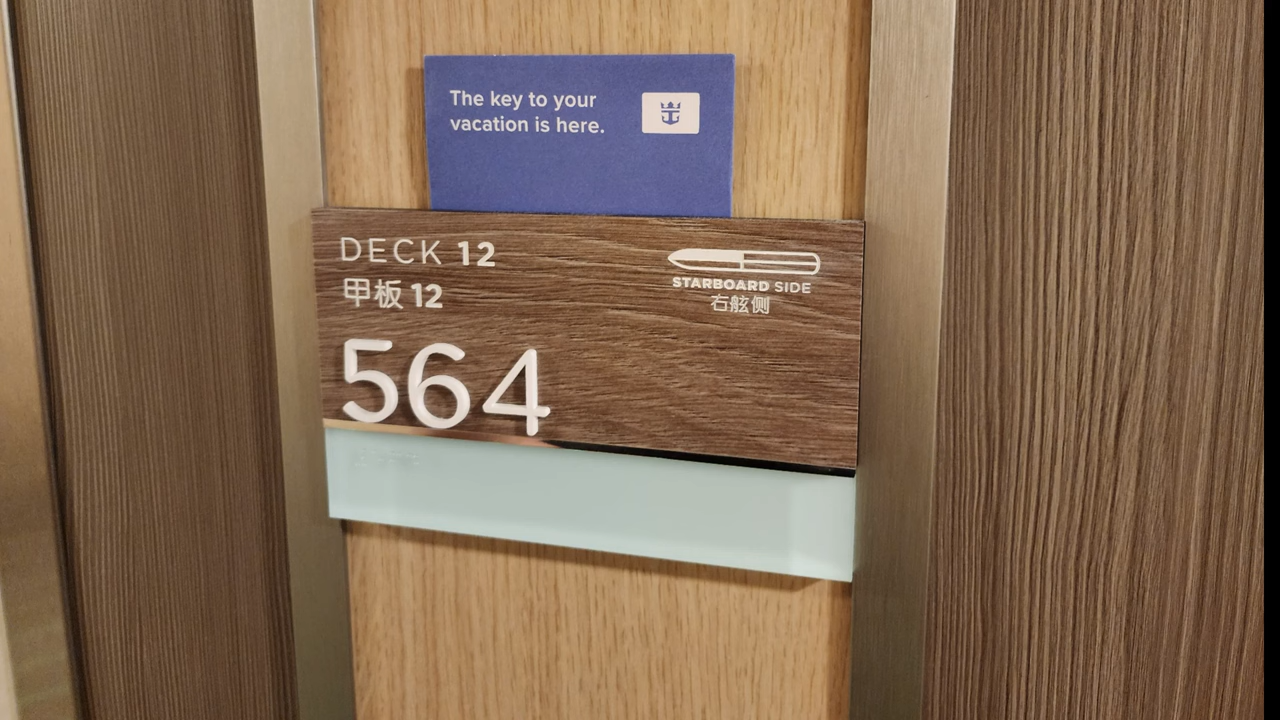 The key to your
vacation is here.
DECK 12
甲板 12
STARBOARD SIDE
右舷侧
564